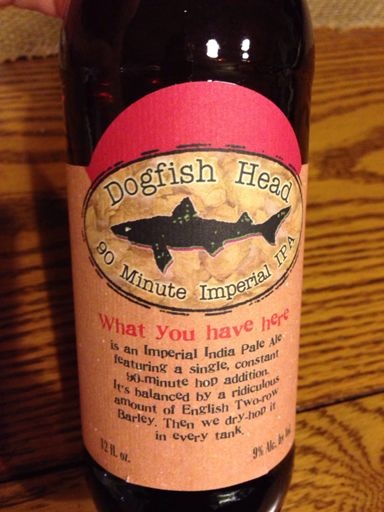 Dogfish Head
90 Minute Imperial IPA
What you have here
is an Imperial India Pale Ale
featuring a single, constant
90-minute hop addition.
It's balanced by a ridiculous
amount of English Two-row
Barley. Then we dry-hop it
in every tank.
12 fl. oz.
9% Alc. by Vol.